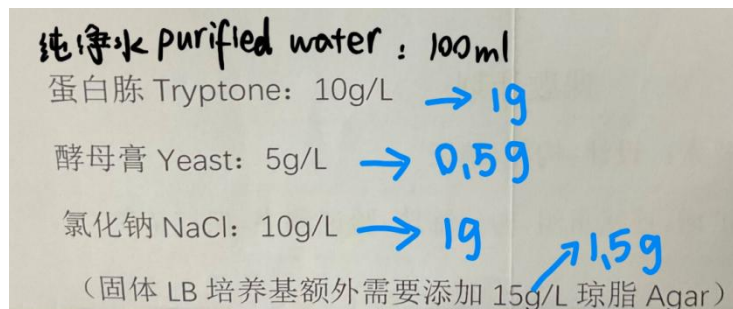 纯净水 purified water：100ml
蛋白胨 Tryptone：10g/L → 1g
酵母膏 Yeast：5g/L → 0,5g
氯化钠 NaCl：10g/L → 1g
1,5g
（固体 LB 培养基额外需要添加 15g/L 琼脂 Agar）